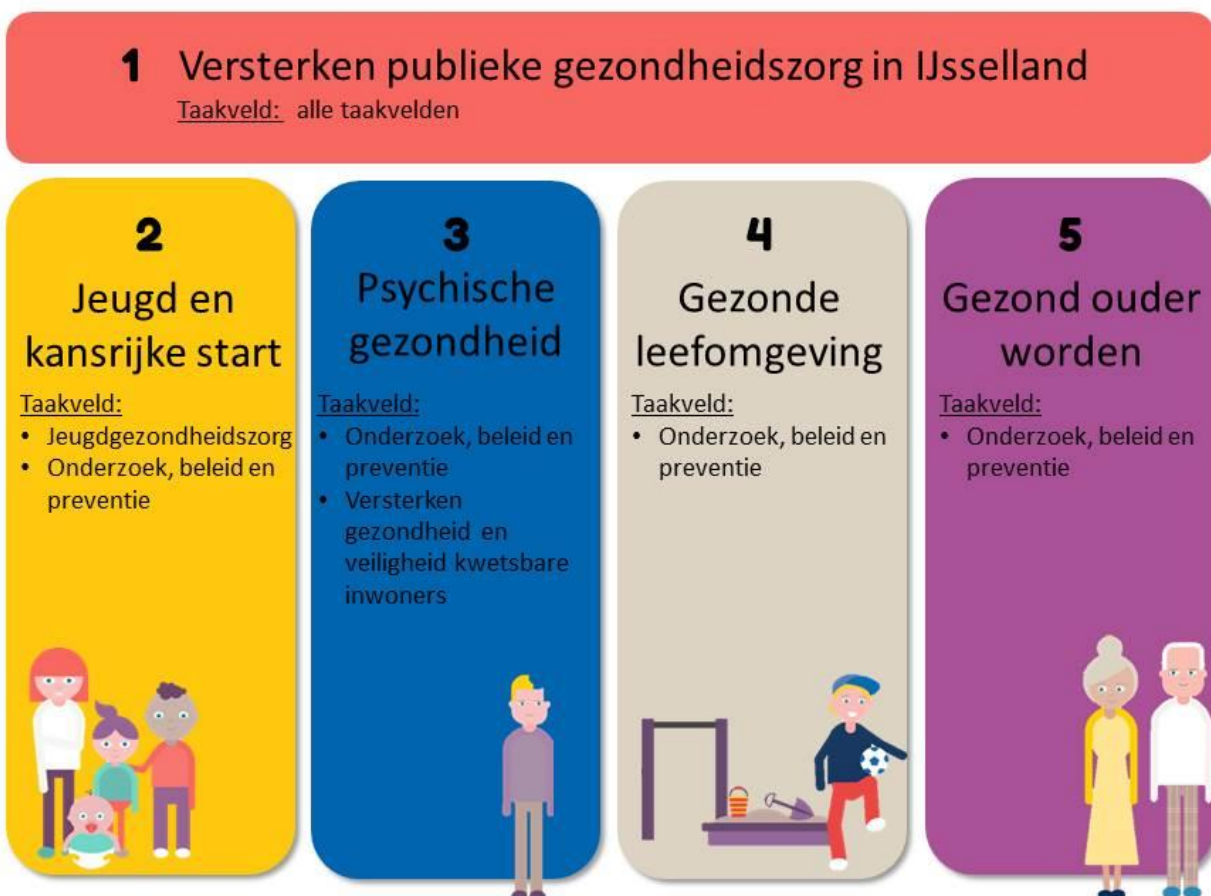 1 Versterken publieke gezondheidszorg in IJsselland
Taakveld: alle taakvelden
2
Jeugd en
kansrijke start
Taakveld:
• Jeugdgezondheidszorg
• Onderzoek, beleid en
preventie
3
Psychische
gezondheid
Taakveld:
• Onderzoek, beleid en
preventie
• Versterken
gezondheid en
veiligheid kwetsbare
inwoners
4
Gezonde
leefomgeving
Taakveld:
• Onderzoek, beleid en
preventie
5
Gezond ouder
worden
Taakveld:
• Onderzoek, beleid en
preventie